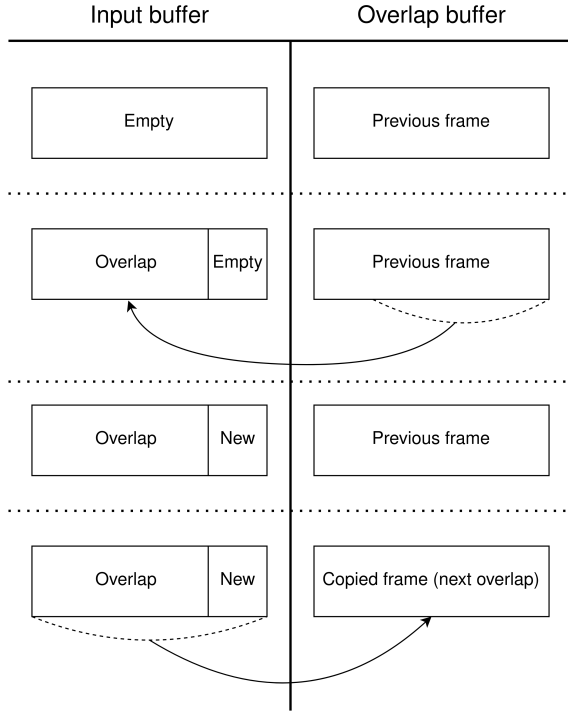 Input buffer
Overlap buffer
Empty
Previous frame
Overlap
Empty
Previous frame
Overlap
New
Previous frame
Overlap
New
Copied frame (next overlap)